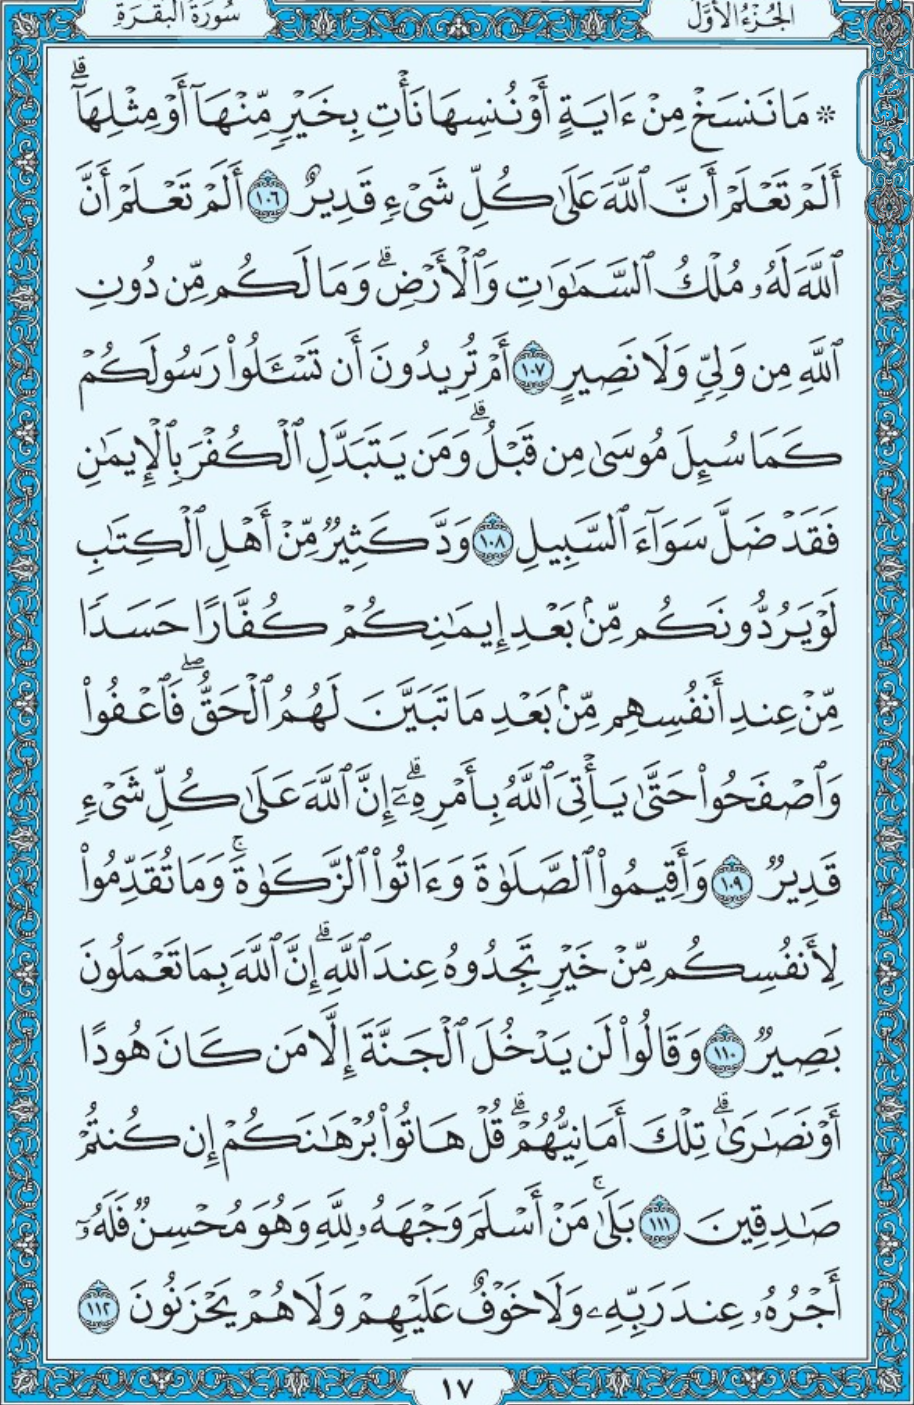 سُورَةُ البَقَرَةِ
الجُزْءُ الأَوَّلُ
* مَا نَنسَخْ مِنْ ءَايَةٍ أَوْ نُنسِهَا نَأْتِ بِخَيْرٍ مِّنْهَآ أَوْ مِثْلِهَآۗ
أَلَمْ تَعْلَمْ أَنَّ ٱللَّهَ عَلَىٰ كُلِّ شَىْءٍ قَدِيرٌ ١٠٦ أَلَمْ تَعْلَمْ أَنَّ
ٱللَّهَ لَهُۥ مُلْكُ ٱلسَّمَٰوَٰتِ وَٱلْأَرْضِۗ وَمَا لَكُم مِّن دُونِ
ٱللَّهِ مِن وَلِىٍّ وَلَا نَصِيرٍ ١٠٧ أَمْ تُرِيدُونَ أَن تَسْـَٔلُوا۟ رَسُولَكُمْ
كَمَا سُئِلَ مُوسَىٰ مِن قَبْلُۗ وَمَن يَتَبَدَّلِ ٱلْكُفْرَ بِٱلْإِيمَٰنِ
فَقَدْ ضَلَّ سَوَآءَ ٱلسَّبِيلِ ١٠٨ وَدَّ كَثِيرٌ مِّنْ أَهْلِ ٱلْكِتَٰبِ
لَوْ يَرُدُّونَكُم مِّنۢ بَعْدِ إِيمَٰنِكُمْ كُفَّارًا حَسَدًا
مِّنْ عِندِ أَنفُسِهِم مِّنۢ بَعْدِ مَا تَبَيَّنَ لَهُمُ ٱلْحَقُّۖ فَٱعْفُوا۟
وَٱصْفَحُوا۟ حَتَّىٰ يَأْتِىَ ٱللَّهُ بِأَمْرِهِۦٓۗ إِنَّ ٱللَّهَ عَلَىٰ كُلِّ شَىْءٍ
قَدِيرٌ ١٠٩ وَأَقِيمُوا۟ ٱلصَّلَوٰةَ وَءَاتُوا۟ ٱلزَّكَوٰةَۚ وَمَا تُقَدِّمُوا۟
لِأَنفُسِكُم مِّنْ خَيْرٍ تَجِدُوهُ عِندَ ٱللَّهِۗ إِنَّ ٱللَّهَ بِمَا تَعْمَلُونَ
بَصِيرٌ ١١٠ وَقَالُوا۟ لَن يَدْخُلَ ٱلْجَنَّةَ إِلَّا مَن كَانَ هُودًا
أَوْ نَصَٰرَىٰۗ تِلْكَ أَمَانِيُّهُمْۗ قُلْ هَاتُوا۟ بُرْهَٰنَكُمْ إِن كُنتُمْ
صَٰدِقِينَ ١١١ بَلَىٰۚ مَنْ أَسْلَمَ وَجْهَهُۥ لِلَّهِ وَهُوَ مُحْسِنٌ فَلَهُۥٓ
أَجْرُهُۥ عِندَ رَبِّهِۦ وَلَا خَوْفٌ عَلَيْهِمْ وَلَا هُمْ يَحْزَنُونَ ١١٢
١٧